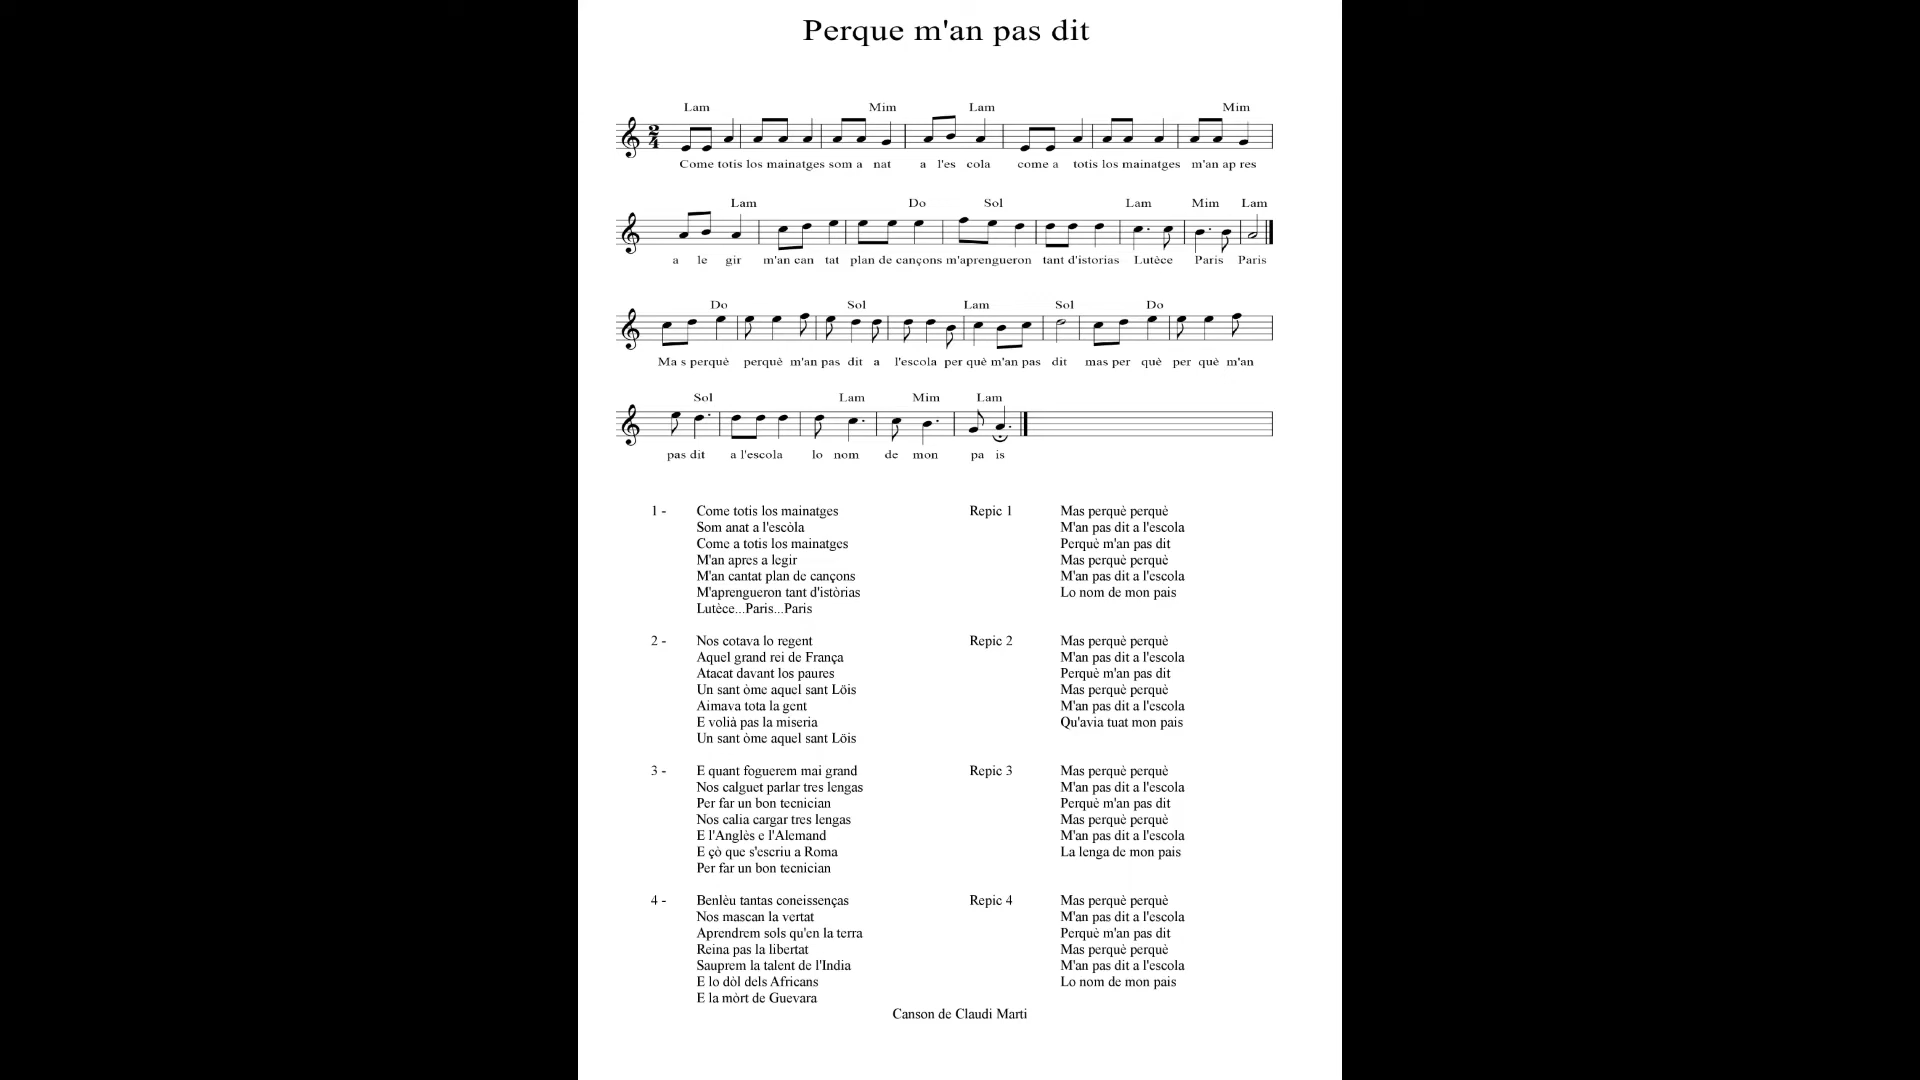 Perque m'an pas dit
Lam Mim Lam Mim
2
4
Come totis los mainatges som a nat a l'es cola come a totis los mainatges m'an ap res
Lam Do Sol Lam Mim Lam
a le gir m'an can tat plan de cançons m'aprengueron tant d'istorias Lutèce Paris Paris
Do Sol Lam Sol Do
Ma s perquè perquè m'an pas dit a l'escola per què m'an pas dit mas per què per què m'an
Sol Lam Mim Lam
pas dit a l'escola lo nom de mon pa is
1 - Come totis los mainatges
Som anat a l'escòla
Come a totis los mainatges
M'an apres a legir
M'an cantat plan de cançons
M'aprengueron tant d'istòrias
Lutèce...Paris...Paris
Repic 1 Mas perquè perquè
M'an pas dit a l'escola
Perquè m'an pas dit
Mas perquè perquè
M'an pas dit a l'escola
Lo nom de mon pais
2 - Nos cotava lo regent
Aquel grand rei de França
Atacat davant los paures
Un sant òme aquel sant Löis
Aimava tota la gent
E volià pas la miseria
Un sant òme aquel sant Löis
Repic 2 Mas perquè perquè
M'an pas dit a l'escola
Perquè m'an pas dit
Mas perquè perquè
M'an pas dit a l'escola
Qu'avia tuat mon pais
3 - E quant foguerem mai grand
Nos calguet parlar tres lengas
Per far un bon tecnician
Nos calia cargar tres lengas
E l'Anglès e l'Alemand
E çò que s'escriu a Roma
Per far un bon tecnician
Repic 3 Mas perquè perquè
M'an pas dit a l'escola
Perquè m'an pas dit
Mas perquè perquè
M'an pas dit a l'escola
La lenga de mon pais
4 - Benlèu tantas coneissenças
Nos mascan la vertat
Aprendrem sols qu'en la terra
Reina pas la libertat
Sauprem la talent de l'India
E lo dòl dels Africans
E la mòrt de Guevara
Repic 4 Mas perquè perquè
M'an pas dit a l'escola
Perquè m'an pas dit
Mas perquè perquè
M'an pas dit a l'escola
Lo nom de mon pais
Canson de Claudi Marti